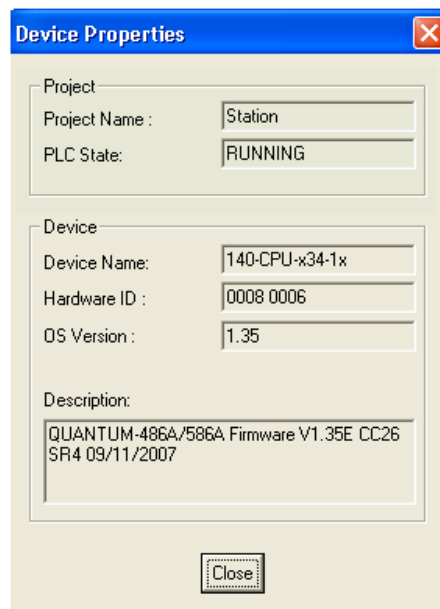 Device Properties
Project
Project Name : Station
PLC State: RUNNING
Device
Device Name: 140-CPU-x34-1x
Hardware ID : 0008 0006
OS Version : 1.35
Description:
QUANTUM-486A/586A Firmware V1.35E CC26
SR4 09/11/2007
Close